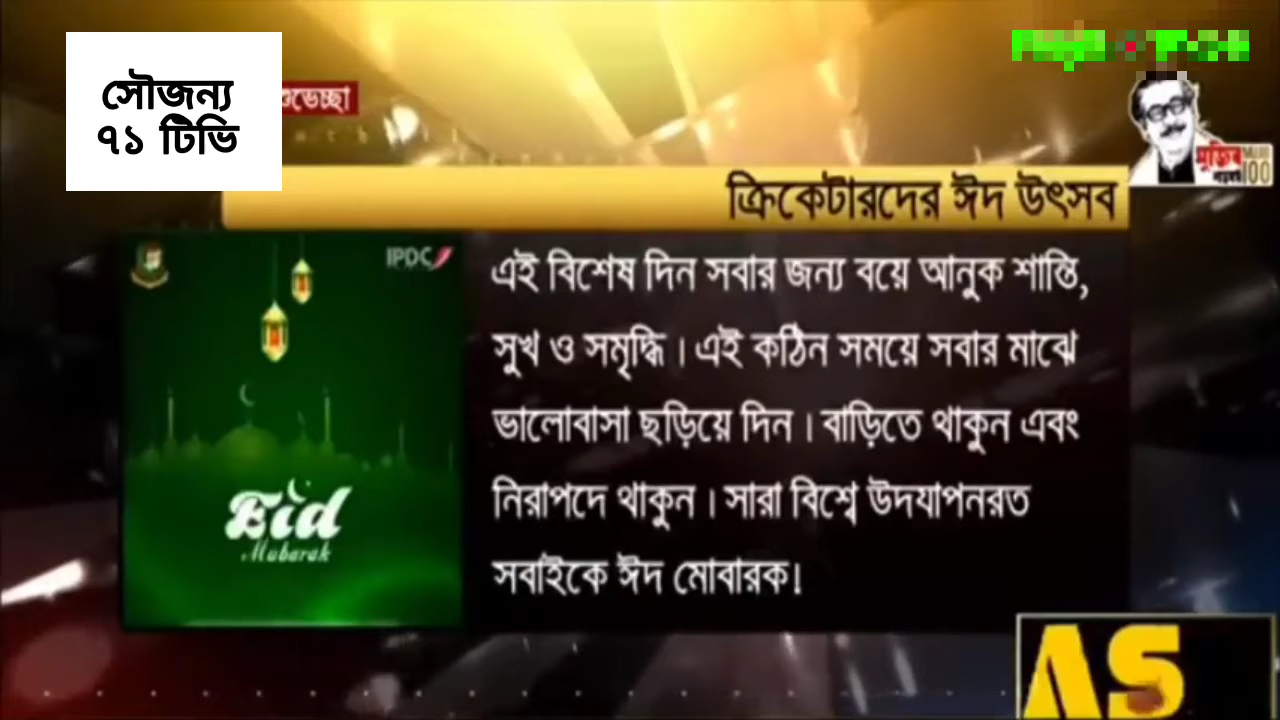 সৌজন্য
৭১ টিভি
শুভেচ্ছা
মুজিব
100
ক্রিকেটারদের ঈদ উৎসব
IPDC
এই বিশেষ দিন সবার জন্য বয়ে আনুক শান্তি,
সুখ ও সমৃদ্ধি। এই কঠিন সময়ে সবার মাঝে
ভালোবাসা ছড়িয়ে দিন। বাড়িতে থাকুন এবং
নিরাপদে থাকুন। সারা বিশ্বে উদযাপনরত
সবাইকে ঈদ মোবারক!
Eid
Mubarak
AS